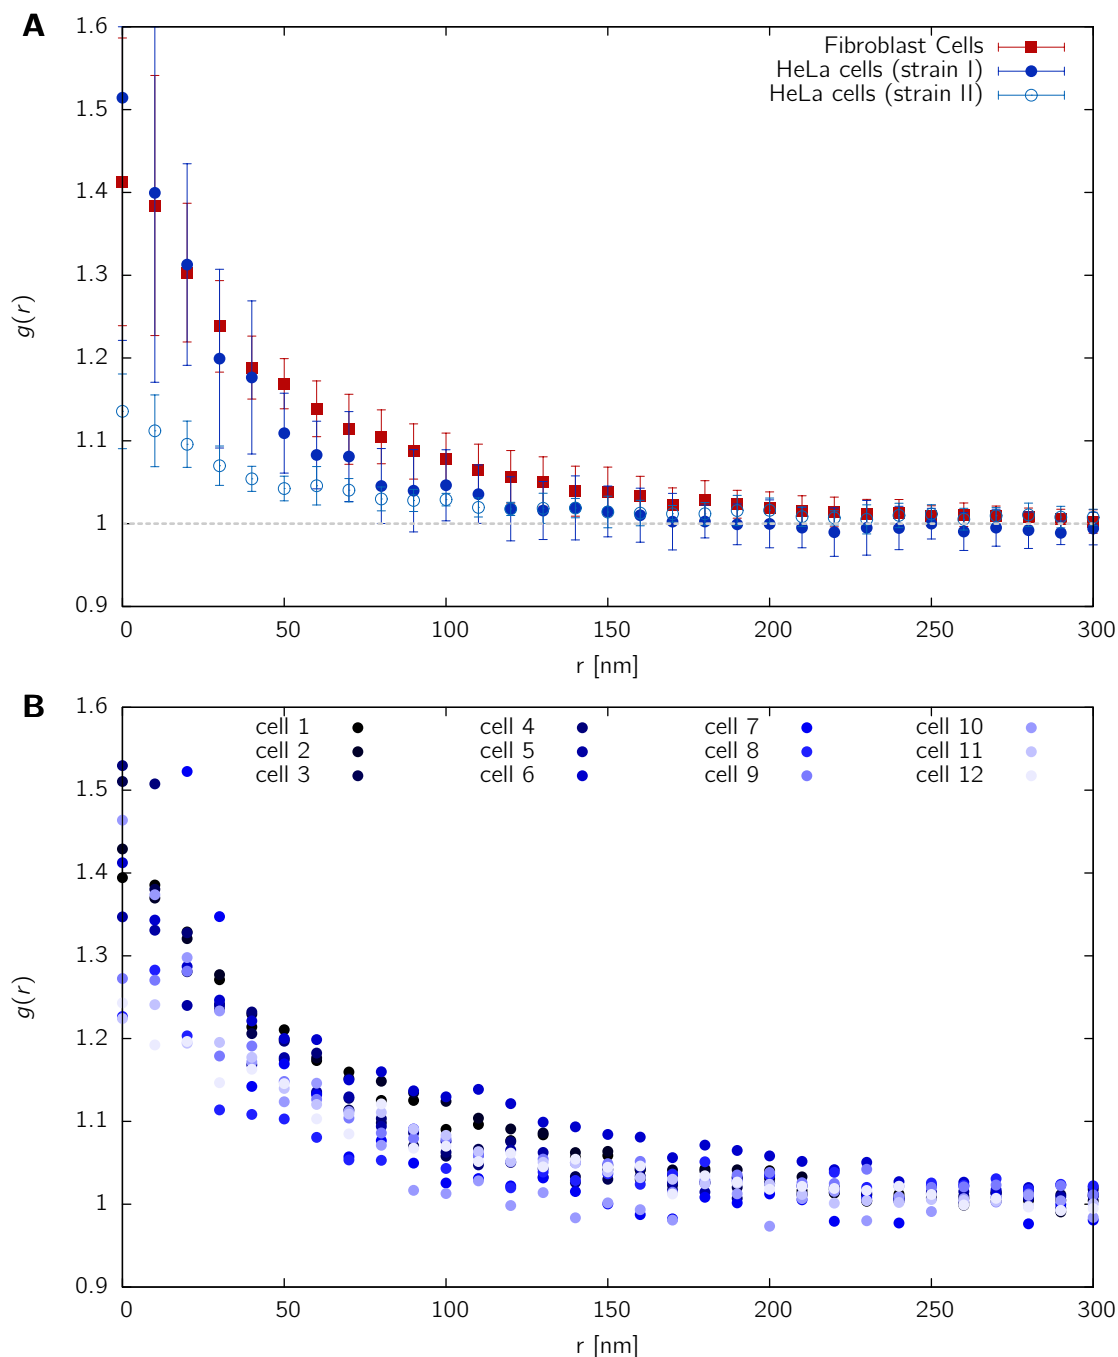 A
1.6
1.5
1.4
1.3
1.2
1.1
1
0.9
g(r)
Fibroblast Cells
HeLa cells (strain I)
HeLa cells (strain II)
0 50 100 150 200 250 300
r [nm]
B
1.6
1.5
1.4
1.3
1.2
1.1
1
0.9
g(r)
cell 1 cell 4 cell 7 cell 10
cell 2 cell 5 cell 8 cell 11
cell 3 cell 6 cell 9 cell 12
0 50 100 150 200 250 300
r [nm]